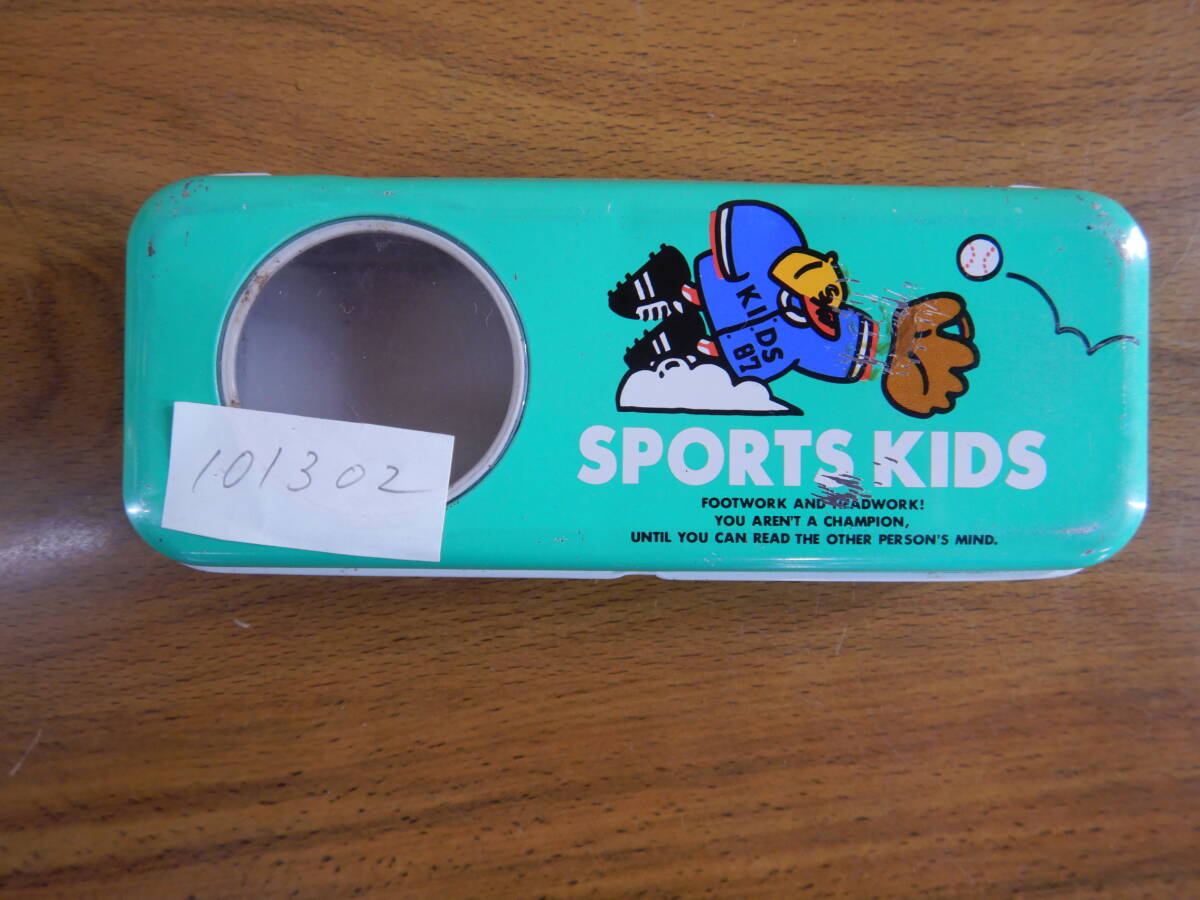 101302
KIDS
87
SPORTS KIDS
FOOTWORK AND HEADWORK!
YOU AREN'T A CHAMPION,
UNTIL YOU CAN READ THE OTHER PERSON'S MIND.